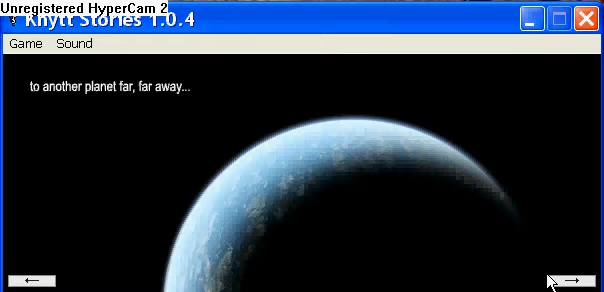 Unregistered HyperCam 2
Knytt Stories 1.0.4
Game Sound
to another planet far, far away...